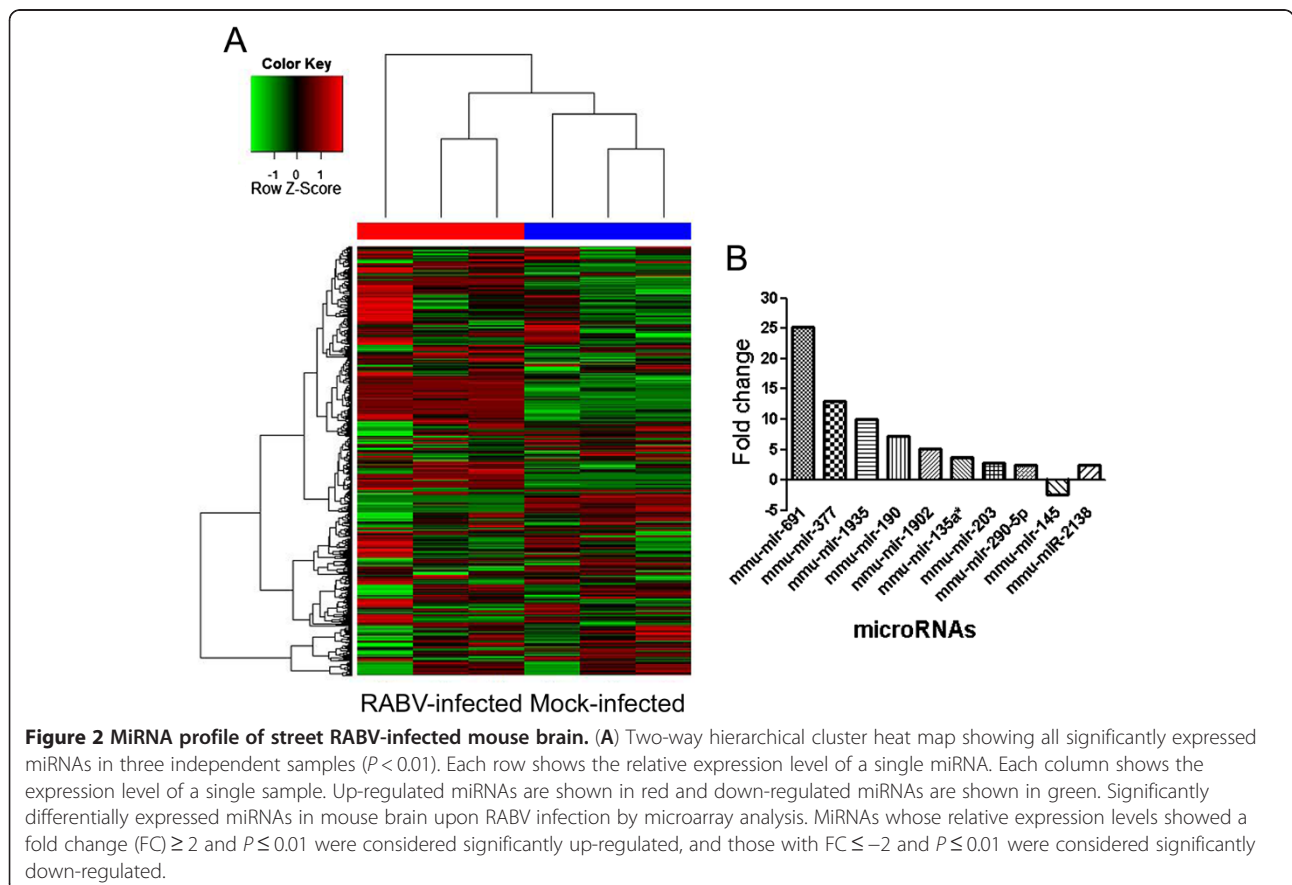 A
Color Key
-1 0 1
Row Z-Score
RABV-infected Mock-infected
B
Fold change
30
25
20
15
10
5
0
-5
mmu-mir-691
mmu-mir-377
mmu-mir-1935
mmu-mir-190
mmu-mir-1902
mmu-mir-135a*
mmu-mir-203
mmu-mir-290-5p
mmu-mir-145
mmu-miR-2138
microRNAs
Figure 2 MiRNA profile of street RABV-infected mouse brain. (A) Two-way hierarchical cluster heat map showing all significantly expressed
miRNAs in three independent samples (P < 0.01). Each row shows the relative expression level of a single miRNA. Each column shows the
expression level of a single sample. Up-regulated miRNAs are shown in red and down-regulated miRNAs are shown in green. Significantly
differentially expressed miRNAs in mouse brain upon RABV infection by microarray analysis. MiRNAs whose relative expression levels showed a
fold change (FC) ≥ 2 and P ≤ 0.01 were considered significantly up-regulated, and those with FC ≤ −2 and P ≤ 0.01 were considered significantly
down-regulated.